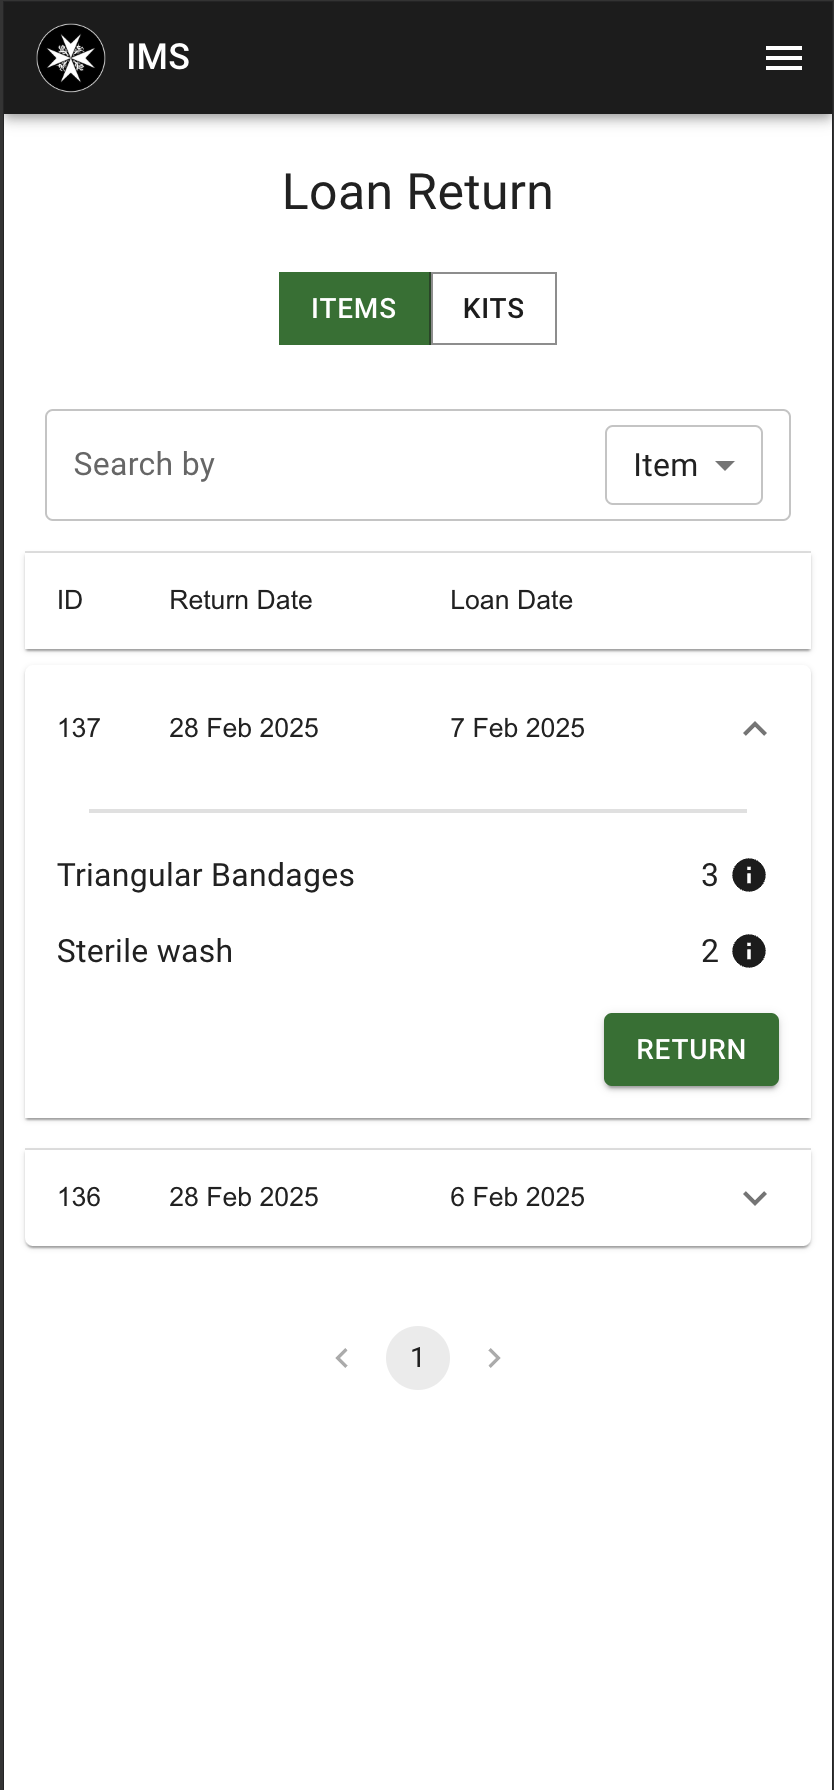 IMS
Loan Return
ITEMS KITS
Search by Item
ID Return Date Loan Date
137 28 Feb 2025 7 Feb 2025
Triangular Bandages 3
Sterile wash 2
RETURN
136 28 Feb 2025 6 Feb 2025
1